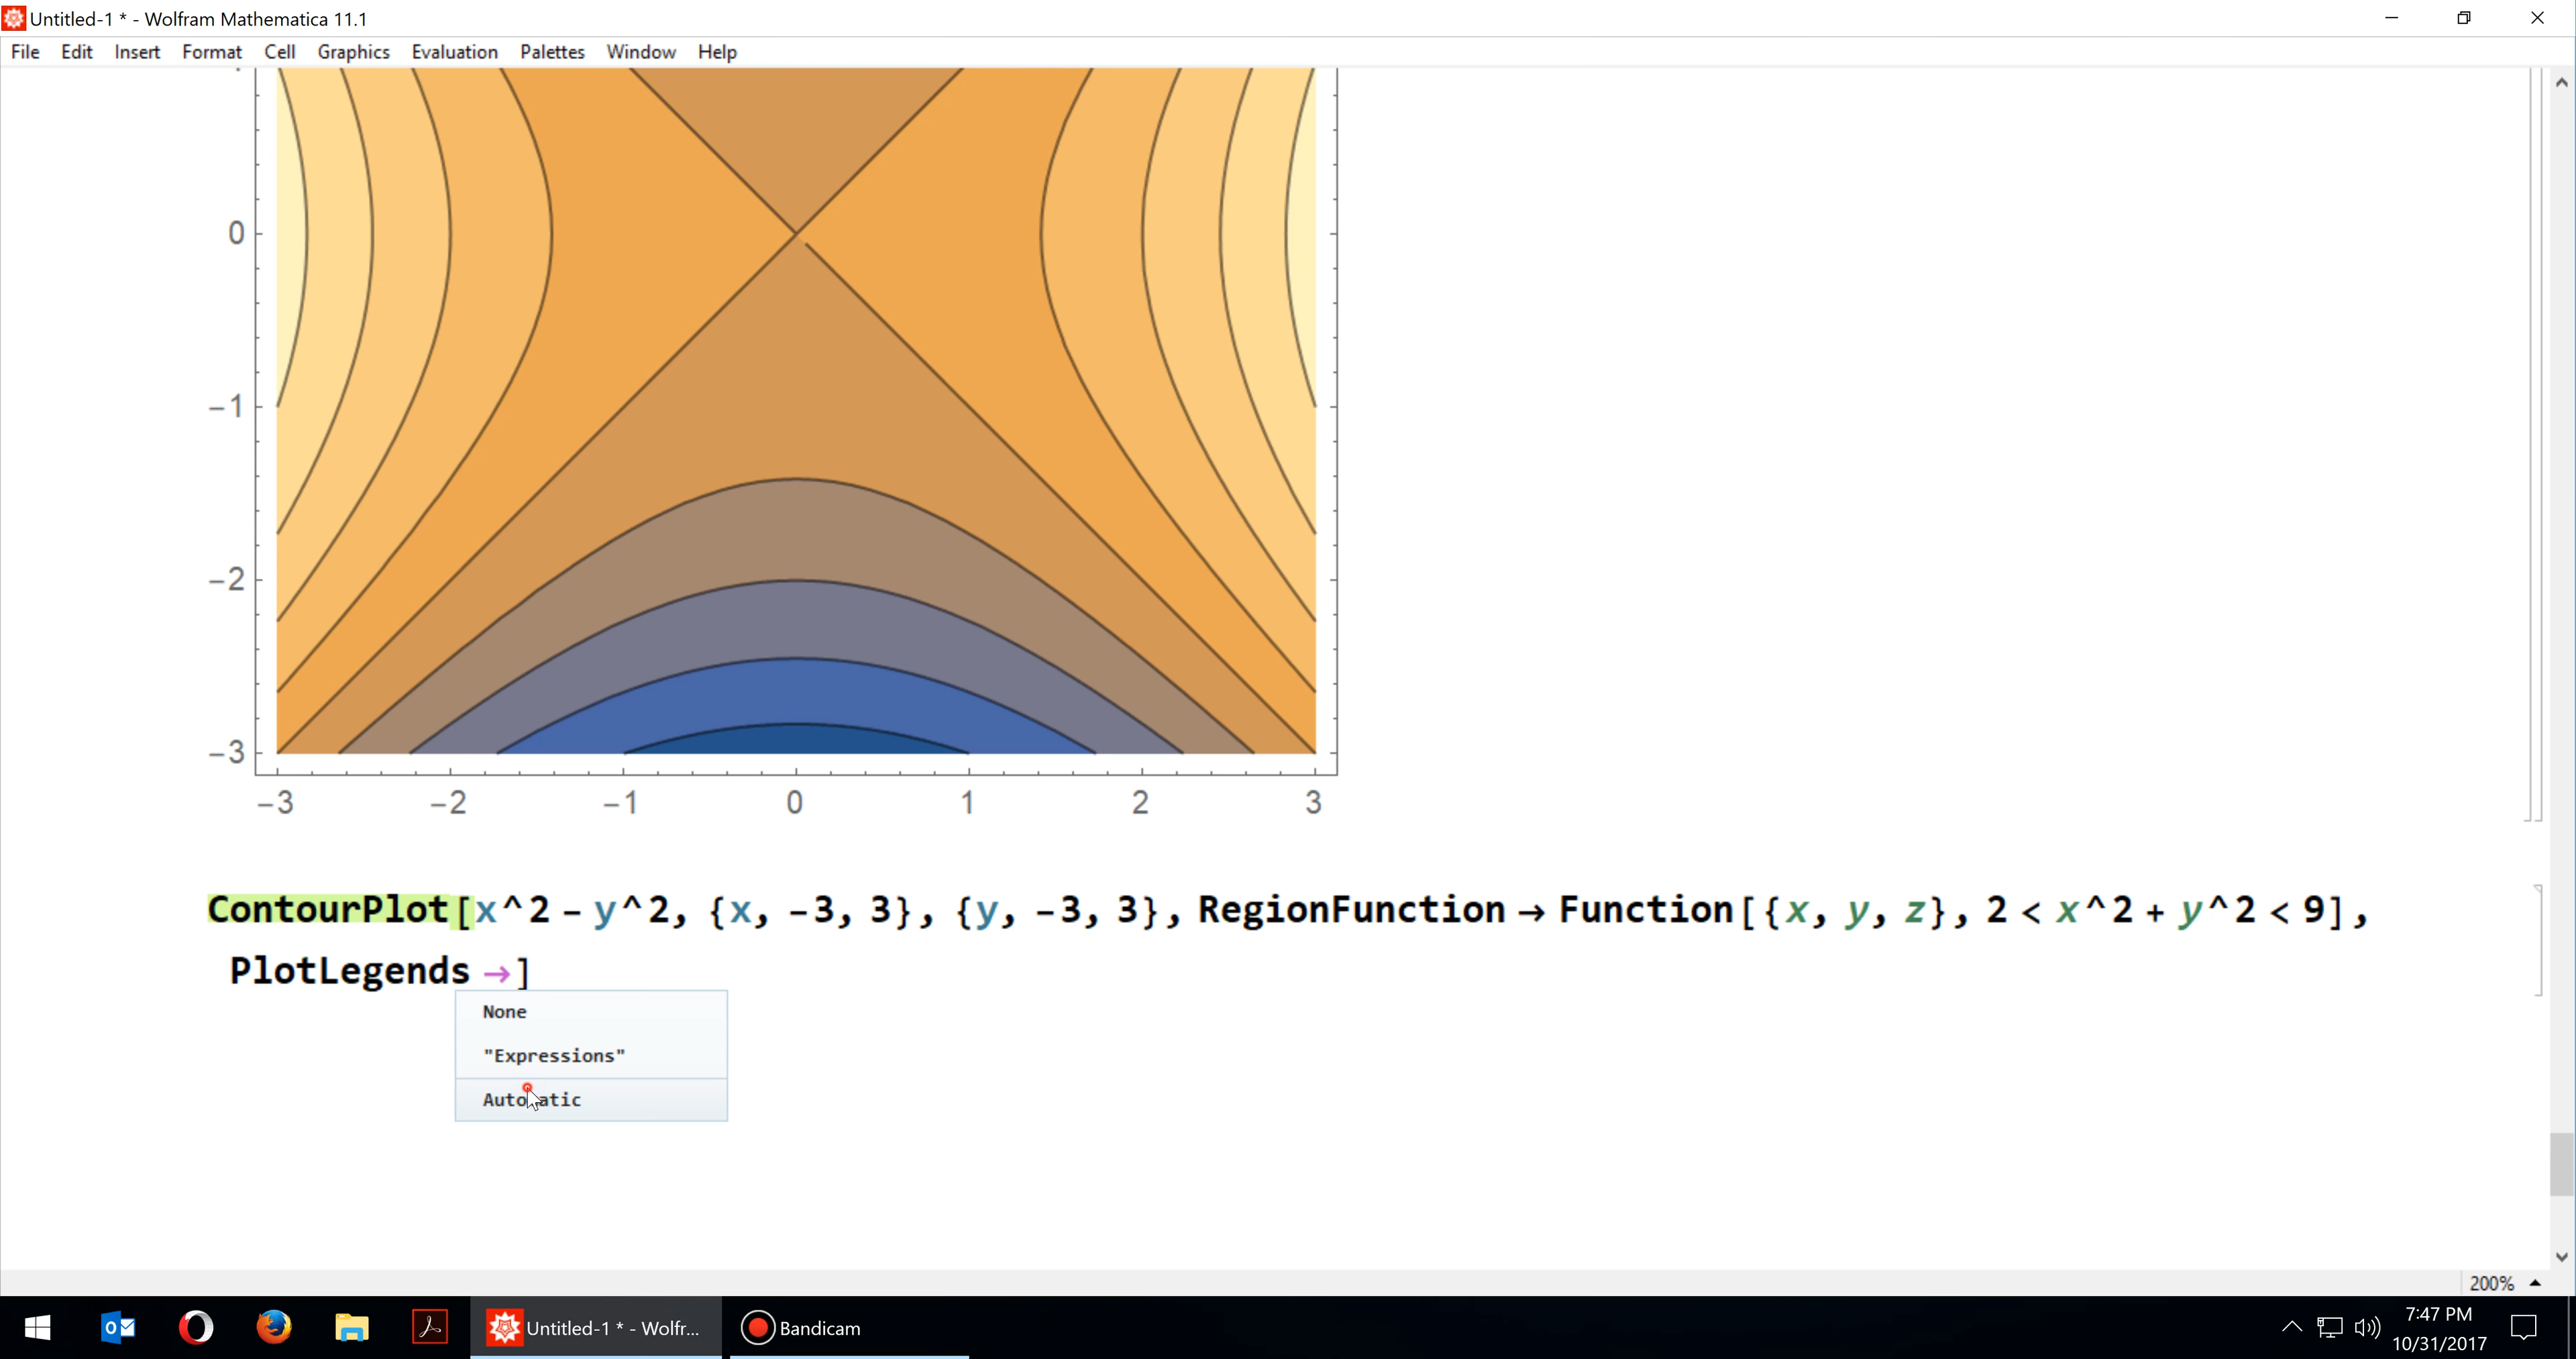 Untitled-1 * - Wolfram Mathematica 11.1
File Edit Insert Format Cell Graphics Evaluation Palettes Window Help
0
-1
-2
-3
-3 -2 -1 0 1 2 3
ContourPlot[x^2 - y^2, {x, -3, 3}, {y, -3, 3}, RegionFunction → Function[{x, y, z}, 2 < x^2 + y^2 < 9],
PlotLegends →]
None
"Expressions"
Automatic
200%
Untitled-1 * - Wolfr...
Bandicam
7:47 PM
10/31/2017